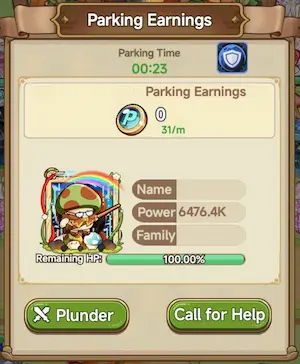 Parking Earnings
Parking Time
00:23
Parking Earnings
P 0
31/m
Name
Power 6476.4K
Family
Remaining HP: 100.00%
Plunder
Call for Help